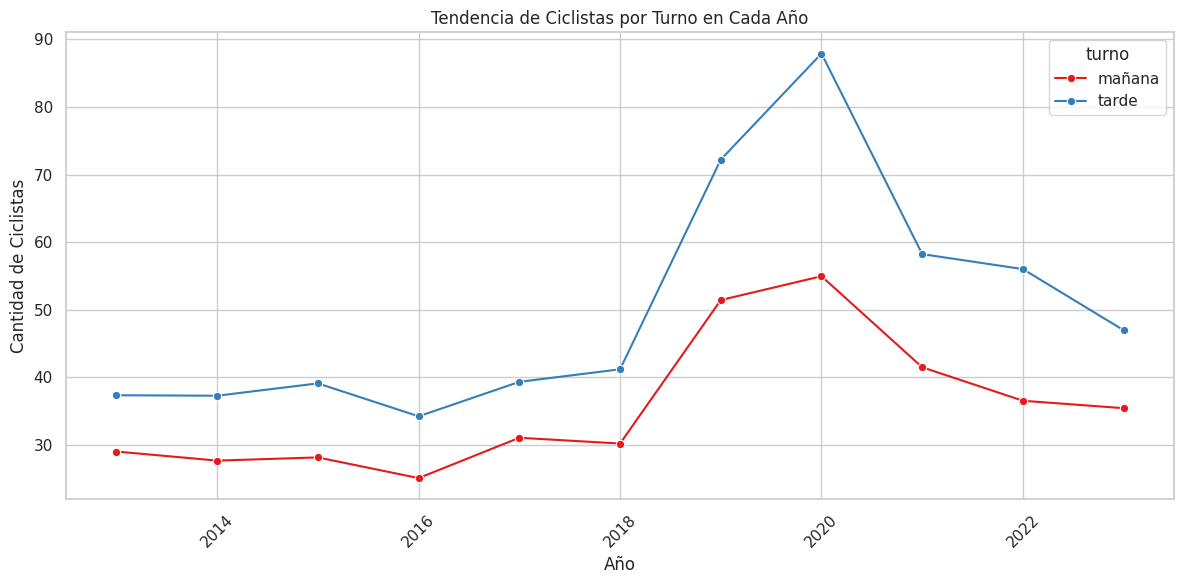 Tendencia de Ciclistas por Turno en Cada Año
90
80
70
60
50
40
30
Cantidad de Ciclistas
turno
mañana
tarde
2014
2016
2018
2020
2022
Año